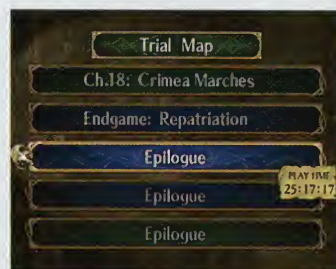 Trial Map
Ch.18: Crimea Marches
Endgame: Repatriation
Epilogue
PLAY TIME
25:17:17
Epilogue
Epilogue